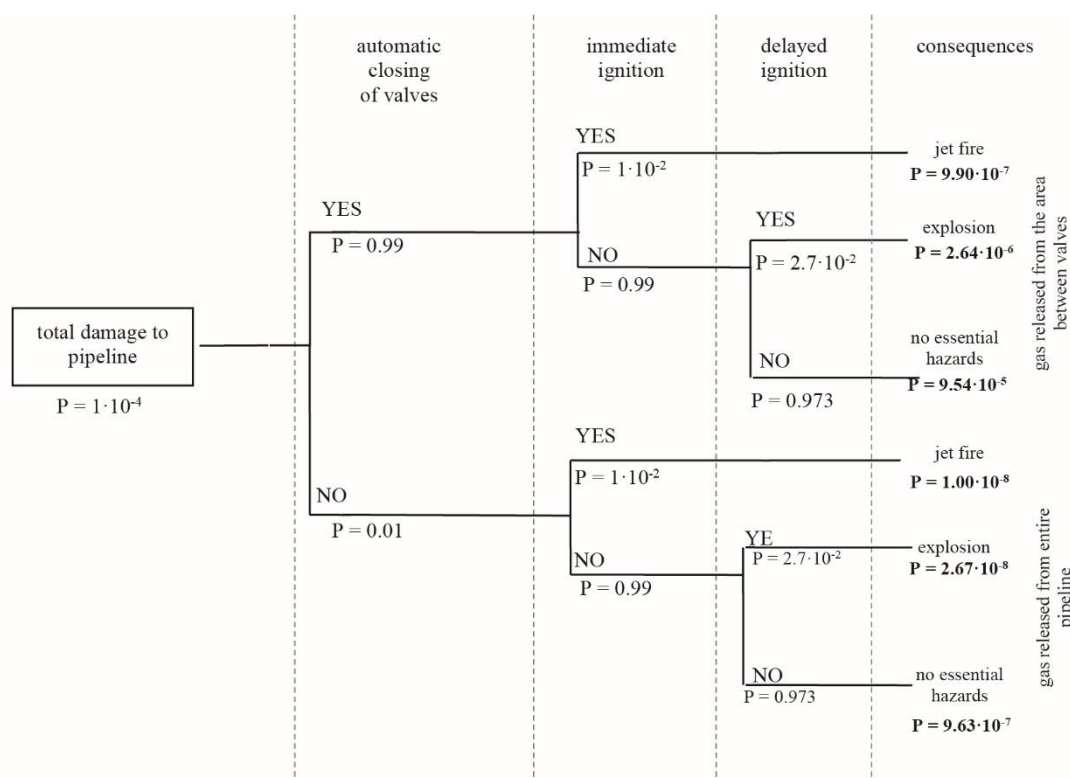 automatic
closing
of valves
immediate
ignition
delayed
ignition
consequences
YES
jet fire
P = 1·10⁻²
P = 9.90·10⁻⁷
YES
YES
explosion
P = 0.99
NO
P = 2.7·10⁻²
P = 2.64·10⁻⁶
P = 0.99
gas released from the area
between valves
total damage to
pipeline
NO
no essential
hazards
P = 9.54·10⁻⁵
P = 1·10⁻⁴
P = 0.973
YES
jet fire
P = 1·10⁻²
P = 1.00·10⁻⁸
NO
P = 0.01
YE
explosion
NO
P = 2.7·10⁻²
P = 2.67·10⁻⁸
P = 0.99
gas released from entire
pipeline
NO
no essential
hazards
P = 0.973
P = 9.63·10⁻⁷